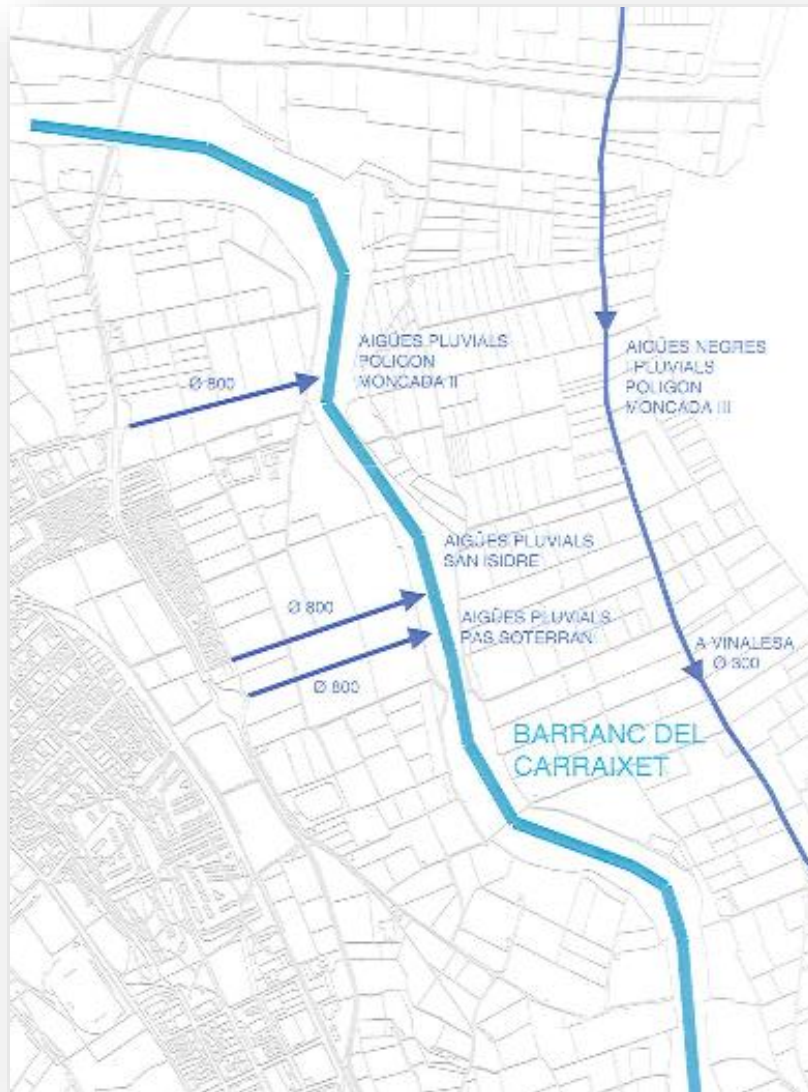 AIGÜES PLUVIALS
POLIGON
MONCADA II
Ø 800
AIGÜES NEGRES
I PLUVIALS
POLIGON
MONCADA III
AIGÜES PLUVIALS
SAN ISIDRE
Ø 800
AIGÜES PLUVIALS
PAS SOTERRANI
Ø 800
A VINALESA
Ø 300
BARRANC DEL
CARRAIXET